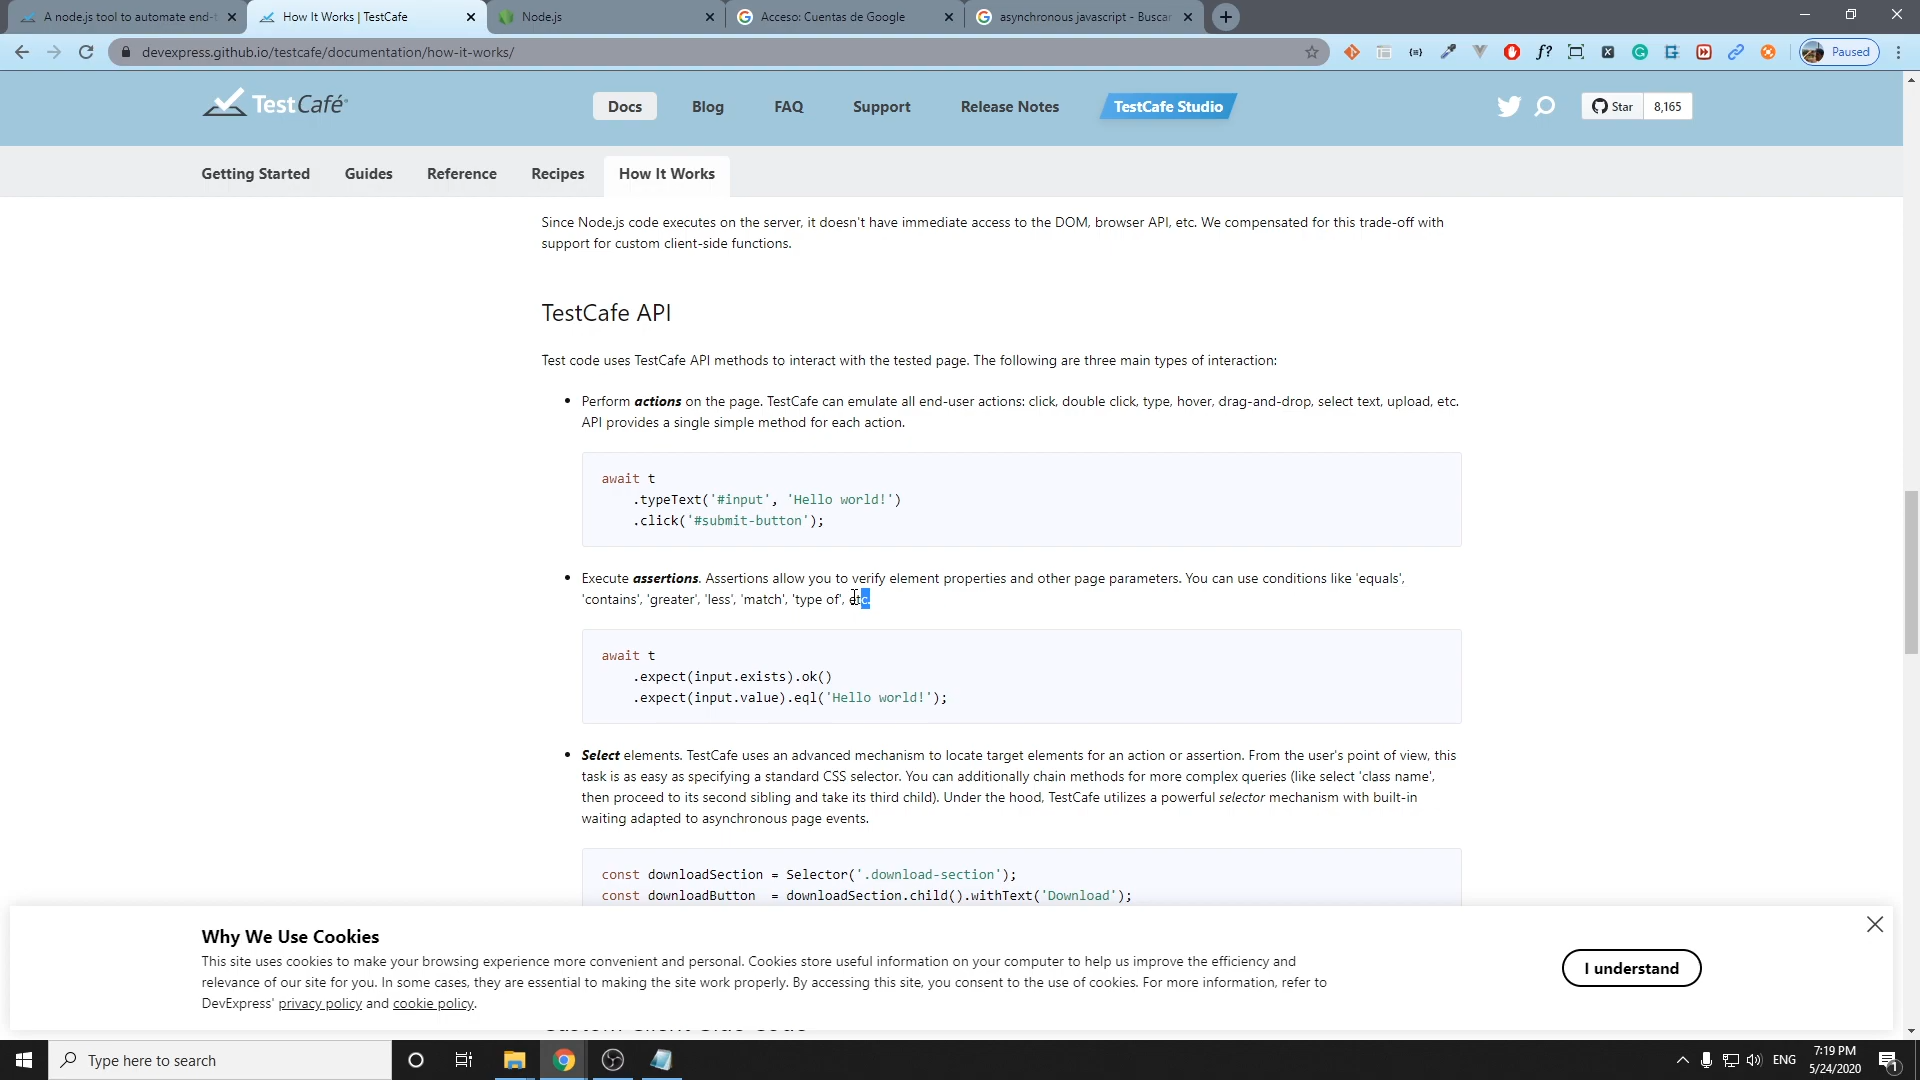 A node.js tool to automate end-t
How It Works | TestCafe
Node.js
Acceso: Cuentas de Google
asynchronous javascript - Buscar
devexpress.github.io/testcafe/documentation/how-it-works/
Paused
TestCafé
Docs
Blog
FAQ
Support
Release Notes
TestCafe Studio
Star
8,165
Getting Started
Guides
Reference
Recipes
How It Works
Since Node.js code executes on the server, it doesn't have immediate access to the DOM, browser API, etc. We compensated for this trade-off with
support for custom client-side functions.
TestCafe API
Test code uses TestCafe API methods to interact with the tested page. The following are three main types of interaction:
• Perform actions on the page. TestCafe can emulate all end-user actions: click, double click, type, hover, drag-and-drop, select text, upload, etc.
API provides a single simple method for each action.
await t
.typeText('#input', 'Hello world!')
.click('#submit-button');
• Execute assertions. Assertions allow you to verify element properties and other page parameters. You can use conditions like 'equals',
'contains', 'greater', 'less', 'match', 'type of', etc.
await t
.expect(input.exists).ok()
.expect(input.value).eql('Hello world!');
• Select elements. TestCafe uses an advanced mechanism to locate target elements for an action or assertion. From the user's point of view, this
task is as easy as specifying a standard CSS selector. You can additionally chain methods for more complex queries (like select 'class name',
then proceed to its second sibling and take its third child). Under the hood, TestCafe utilizes a powerful selector mechanism with built-in
waiting adapted to asynchronous page events.
const downloadSection = Selector('.download-section');
const downloadButton = downloadSection.child().withText('Download');
Why We Use Cookies
This site uses cookies to make your browsing experience more convenient and personal. Cookies store useful information on your computer to help us improve the efficiency and
relevance of our site for you. In some cases, they are essential to making the site work properly. By accessing this site, you consent to the use of cookies. For more information, refer to
DevExpress' privacy policy and cookie policy.
I understand
Type here to search
ENG
7:19 PM
5/24/2020
1